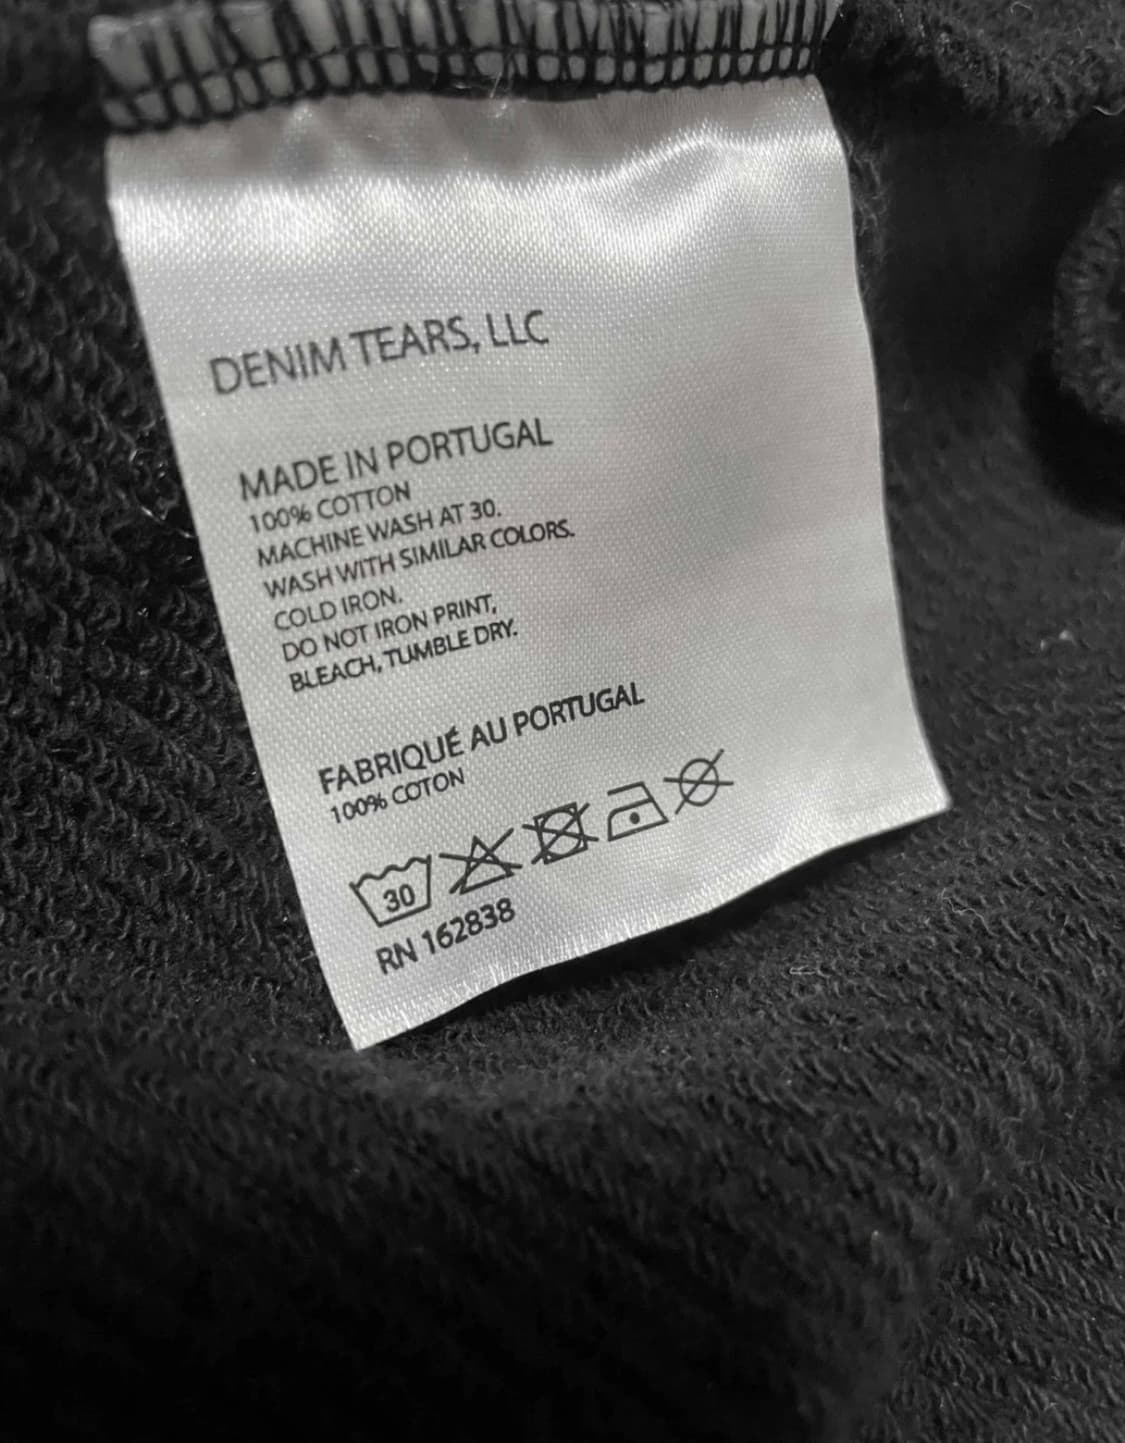 DENIM TEARS, LLC
MADE IN PORTUGAL
100% COTTON
MACHINE WASH AT 30.
WASH WITH SIMILAR COLORS.
COLD IRON.
DO NOT IRON PRINT,
BLEACH, TUMBLE DRY.
FABRIQUÉ AU PORTUGAL
100% COTON
30
RN 162838